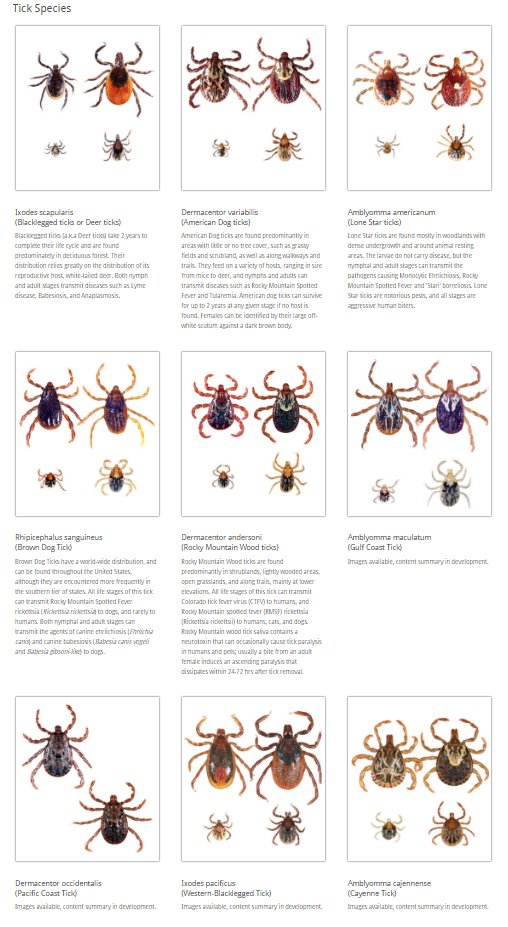 Tick Species
Ixodes scapularis
(Blacklegged ticks or Deer ticks)
Blacklegged ticks (a.k.a Deer ticks) take 2 years to
complete their life cycle and are found
predominately in deciduous forest. Their
distribution relies greatly on the distribution of its
reproductive host, white-tailed deer. Both nymph
and adult stages transmit diseases such as Lyme
disease, Babesiosis, and Anaplasmosis.
Dermacentor variabilis
(American Dog ticks)
American Dog ticks are found predominantly in
areas with little or no tree cover, such as grassy
fields and scrubland, as well as along walkways and
trails. They feed on a variety of hosts, ranging in size
from mice to deer, and nymphs and adults can
transmit diseases such as Rocky Mountain Spotted
Fever and Tularemia. American dog ticks can survive
for up to 2 years at any given stage if no host is
found. Females can be identified by their large off-
white scutum against a dark brown body.
Amblyomma americanum
(Lone Star ticks)
Lone Star ticks are found mostly in woodlands with
dense undergrowth and around animal resting
areas. The larvae do not carry disease, but the
nymphal and adult stages can transmit the
pathogens causing Monocytic Ehrlichiosis, Rocky
Mountain Spotted Fever and 'Stari' borreliosis. Lone
Star ticks are notorious pests, and all stages are
aggressive human biters.
Rhipicephalus sanguineus
(Brown Dog Tick)
Brown Dog Ticks have a world-wide distribution, and
can be found throughout the United States,
although they are encountered more frequently in
the southern tier of states. All life stages of this tick
can transmit Rocky Mountain Spotted Fever
rickettsia (Rickettsia rickettsii) to dogs, and rarely to
humans. Both nymphal and adult stages can
transmit the agents of canine ehrlichiosis (Ehrlichia
canis) and canine babesiosis (Babesia canis vogeli
and Babesia gibsoni-like) to dogs.
Dermacentor andersoni
(Rocky Mountain Wood ticks)
Rocky Mountain Wood ticks are found
predominantly in shrublands, lightly wooded areas,
open grasslands, and along trails, mainly at lower
elevations. All life stages of this tick can transmit
Colorado tick fever virus (CTFV) to humans, and
Rocky Mountain spotted fever (RMSF) rickettsia
(Rickettsia rickettsii) to humans, cats, and dogs.
Rocky Mountain wood tick saliva contains a
neurotoxin that can occasionally cause tick paralysis
in humans and pets; usually a bite from an adult
female induces an ascending paralysis that
dissipates within 24-72 hrs after tick removal.
Amblyomma maculatum
(Gulf Coast Tick)
Images available, content summary in development.
Dermacentor occidentalis
(Pacific Coast Tick)
Images available, content summary in development.
Ixodes pacificus
(Western-Blacklegged Tick)
Images available, content summary in development.
Amblyomma cajennense
(Cayenne Tick)
Images available, content summary in development.